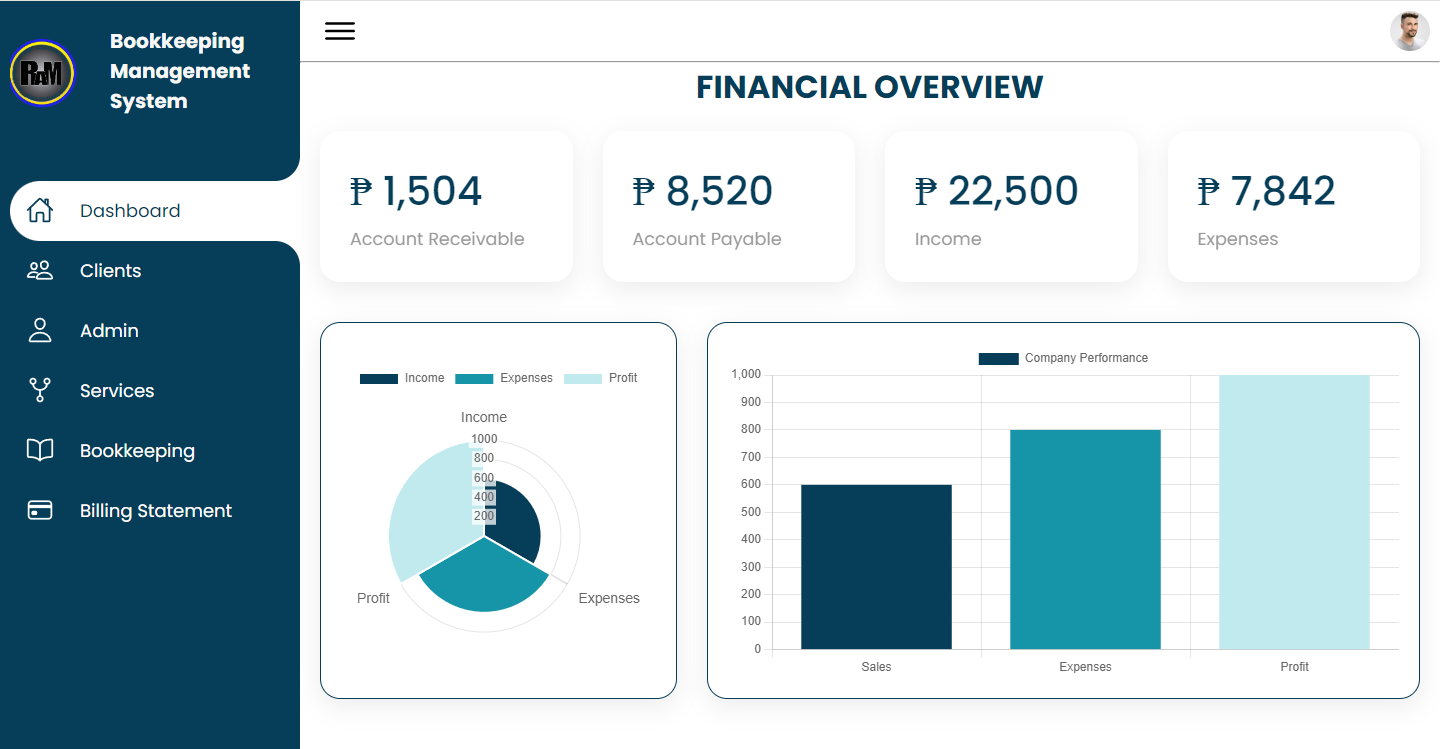 RAM
Bookkeeping
Management
System
Dashboard
Clients
Admin
Services
Bookkeeping
Billing Statement
FINANCIAL OVERVIEW
₱ 1,504
Account Receivable
₱ 8,520
Account Payable
₱ 22,500
Income
₱ 7,842
Expenses
Income Expenses Profit
Income
1000
800
600
400
200
Profit
Expenses
Company Performance
1,000
900
800
700
600
500
400
300
200
100
0
Sales Expenses Profit